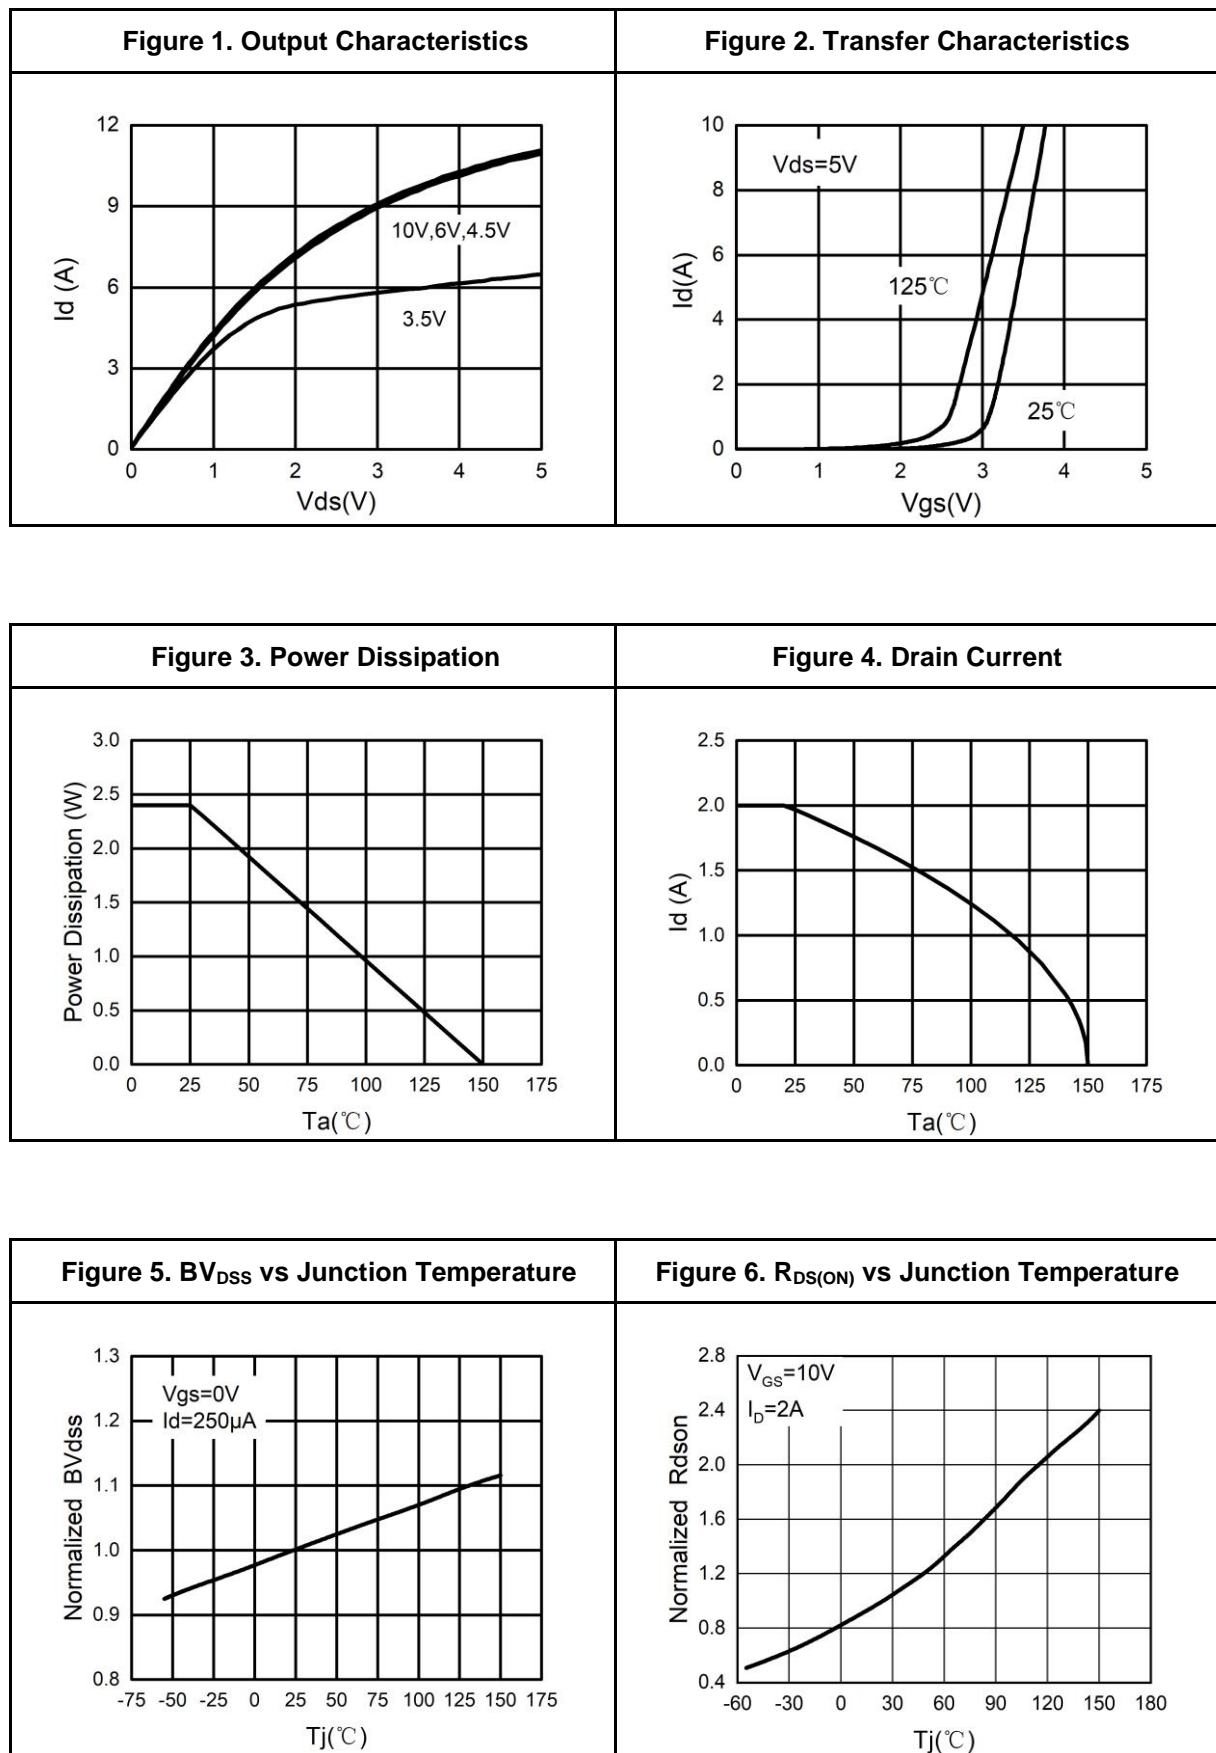 Figure 1. Output Characteristics
Figure 2. Transfer Characteristics
12
9
6
3
0
Id (A)
10V,6V,4.5V
3.5V
0 1 2 3 4 5
Vds(V)
10
8
6
4
2
0
Id(A)
Vds=5V
125℃
25℃
0 1 2 3 4 5
Vgs(V)
Figure 3. Power Dissipation
Figure 4. Drain Current
3.0
2.5
2.0
1.5
1.0
0.5
0.0
Power Dissipation (W)
0 25 50 75 100 125 150 175
Ta(℃)
2.5
2.0
1.5
1.0
0.5
0.0
Id (A)
0 25 50 75 100 125 150 175
Ta(℃)
Figure 5. BVDSS vs Junction Temperature
Figure 6. RDS(ON) vs Junction Temperature
1.3
1.2
1.1
1.0
0.9
0.8
Normalized BVdss
Vgs=0V
Id=250μA
-75 -50 -25 0 25 50 75 100 125 150 175
Tj(℃)
2.8
2.4
2.0
1.6
1.2
0.8
0.4
Normalized Rdson
VGS=10V
ID=2A
-60 -30 0 30 60 90 120 150 180
Tj(℃)